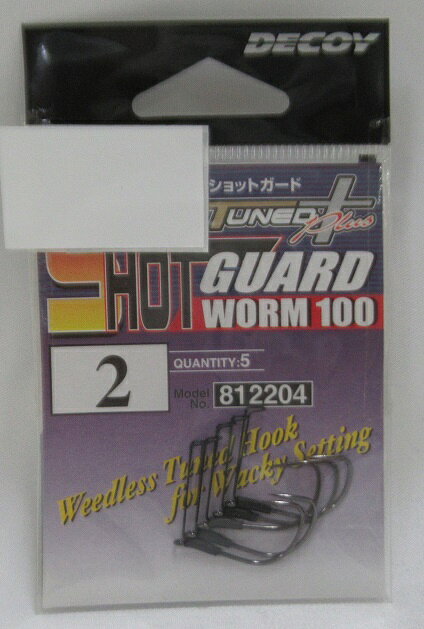 DECOY
ショットガード
TUNED Plus
SHOT GUARD
WORM 100
2
QUANTITY:5
Model No. 812204
Weedless Tuned Hook
for Wacky Setting